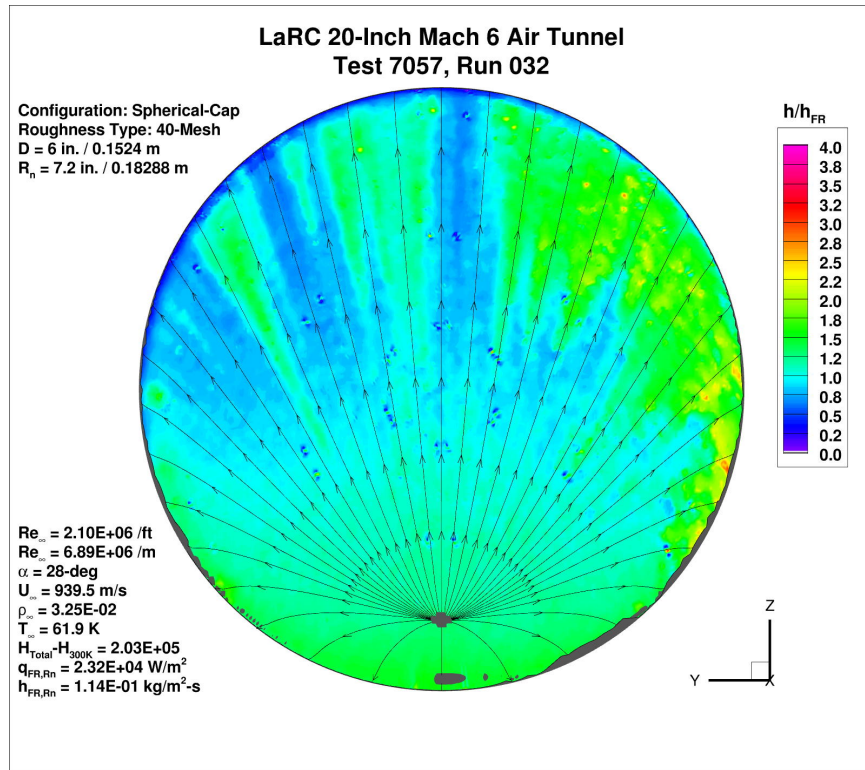 LaRC 20-Inch Mach 6 Air Tunnel
Test 7057, Run 032
Configuration: Spherical-Cap
Roughness Type: 40-Mesh
D = 6 in. / 0.1524 m
Rn = 7.2 in. / 0.18288 m
h/hFR
4.0
3.8
3.5
3.2
3.0
2.8
2.5
2.2
2.0
1.8
1.5
1.2
1.0
0.8
0.5
0.2
0.0
Re∞ = 2.10E+06 /ft
Re∞ = 6.89E+06 /m
α = 28-deg
U∞ = 939.5 m/s
ρ∞ = 3.25E-02
T∞ = 61.9 K
HTotal-H300K = 2.03E+05
qFR,Rn = 2.32E+04 W/m²
hFR,Rn = 1.14E-01 kg/m²-s
Z
Y
X